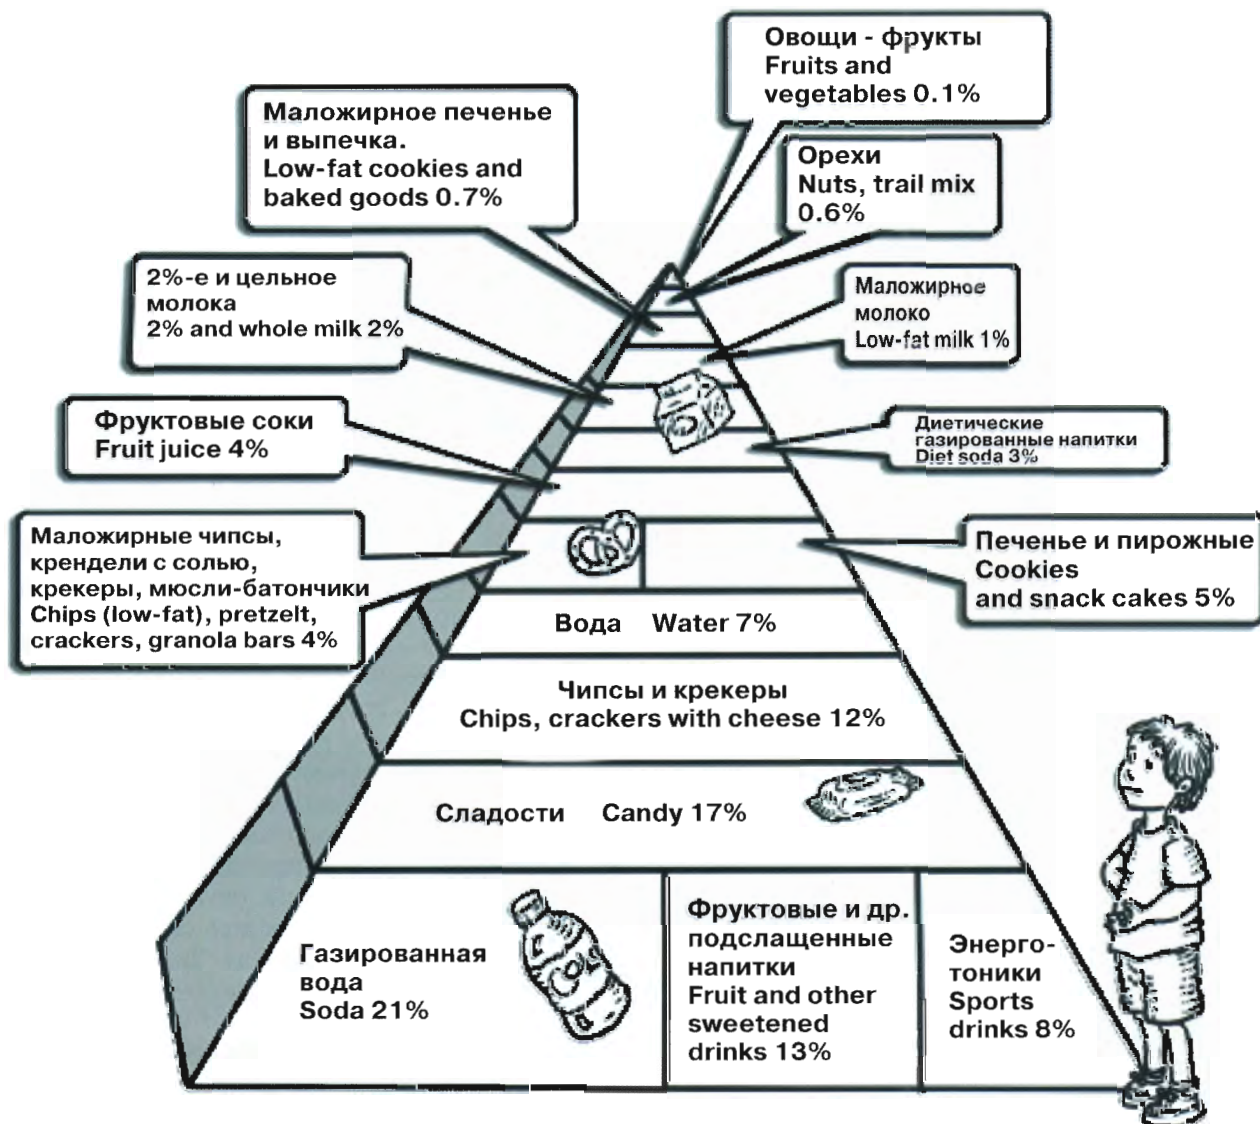 Овощи - фрукты
Fruits and
vegetables 0.1%
Маложирное печенье
и выпечка.
Low-fat cookies and
baked goods 0.7%
Орехи
Nuts, trail mix
0.6%
2%-е и цельное
молока
2% and whole milk 2%
Маложирное
молоко
Low-fat milk 1%
Фруктовые соки
Fruit juice 4%
Диетические
газированные напитки
Diet soda 3%
Маложирные чипсы,
крендели с солью,
крекеры, мюсли-батончики
Chips (low-fat), pretzelt,
crackers, granola bars 4%
Печенье и пирожные
Cookies
and snack cakes 5%
Вода Water 7%
Чипсы и крекеры
Chips, crackers with cheese 12%
Сладости Candy 17%
Газированная
вода
Soda 21%
Фруктовые и др.
подслащенные
напитки
Fruit and other
sweetened
drinks 13%
Энерго-
тоники
Sports
drinks 8%